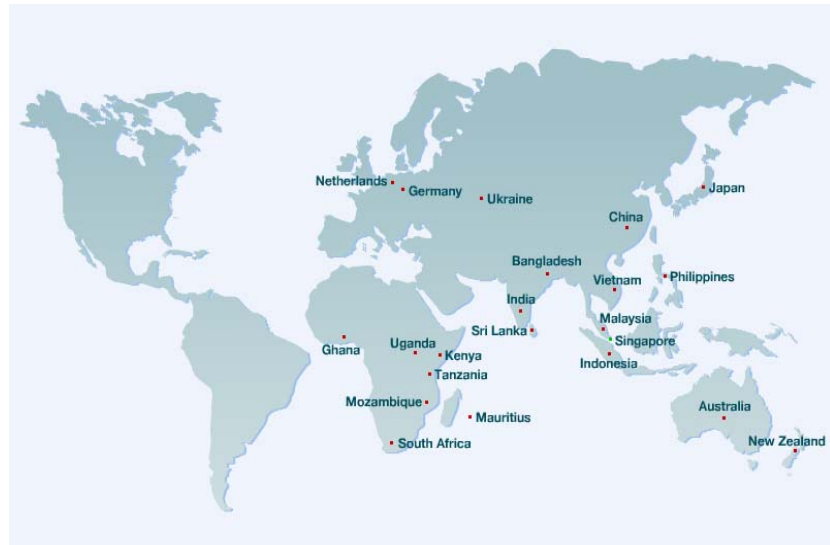 Netherlands
Germany
Ukraine
Japan
China
Bangladesh
Vietnam
Philippines
India
Malaysia
Sri Lanka
Singapore
Ghana
Uganda
Kenya
Indonesia
Tanzania
Mozambique
Mauritius
Australia
South Africa
New Zealand